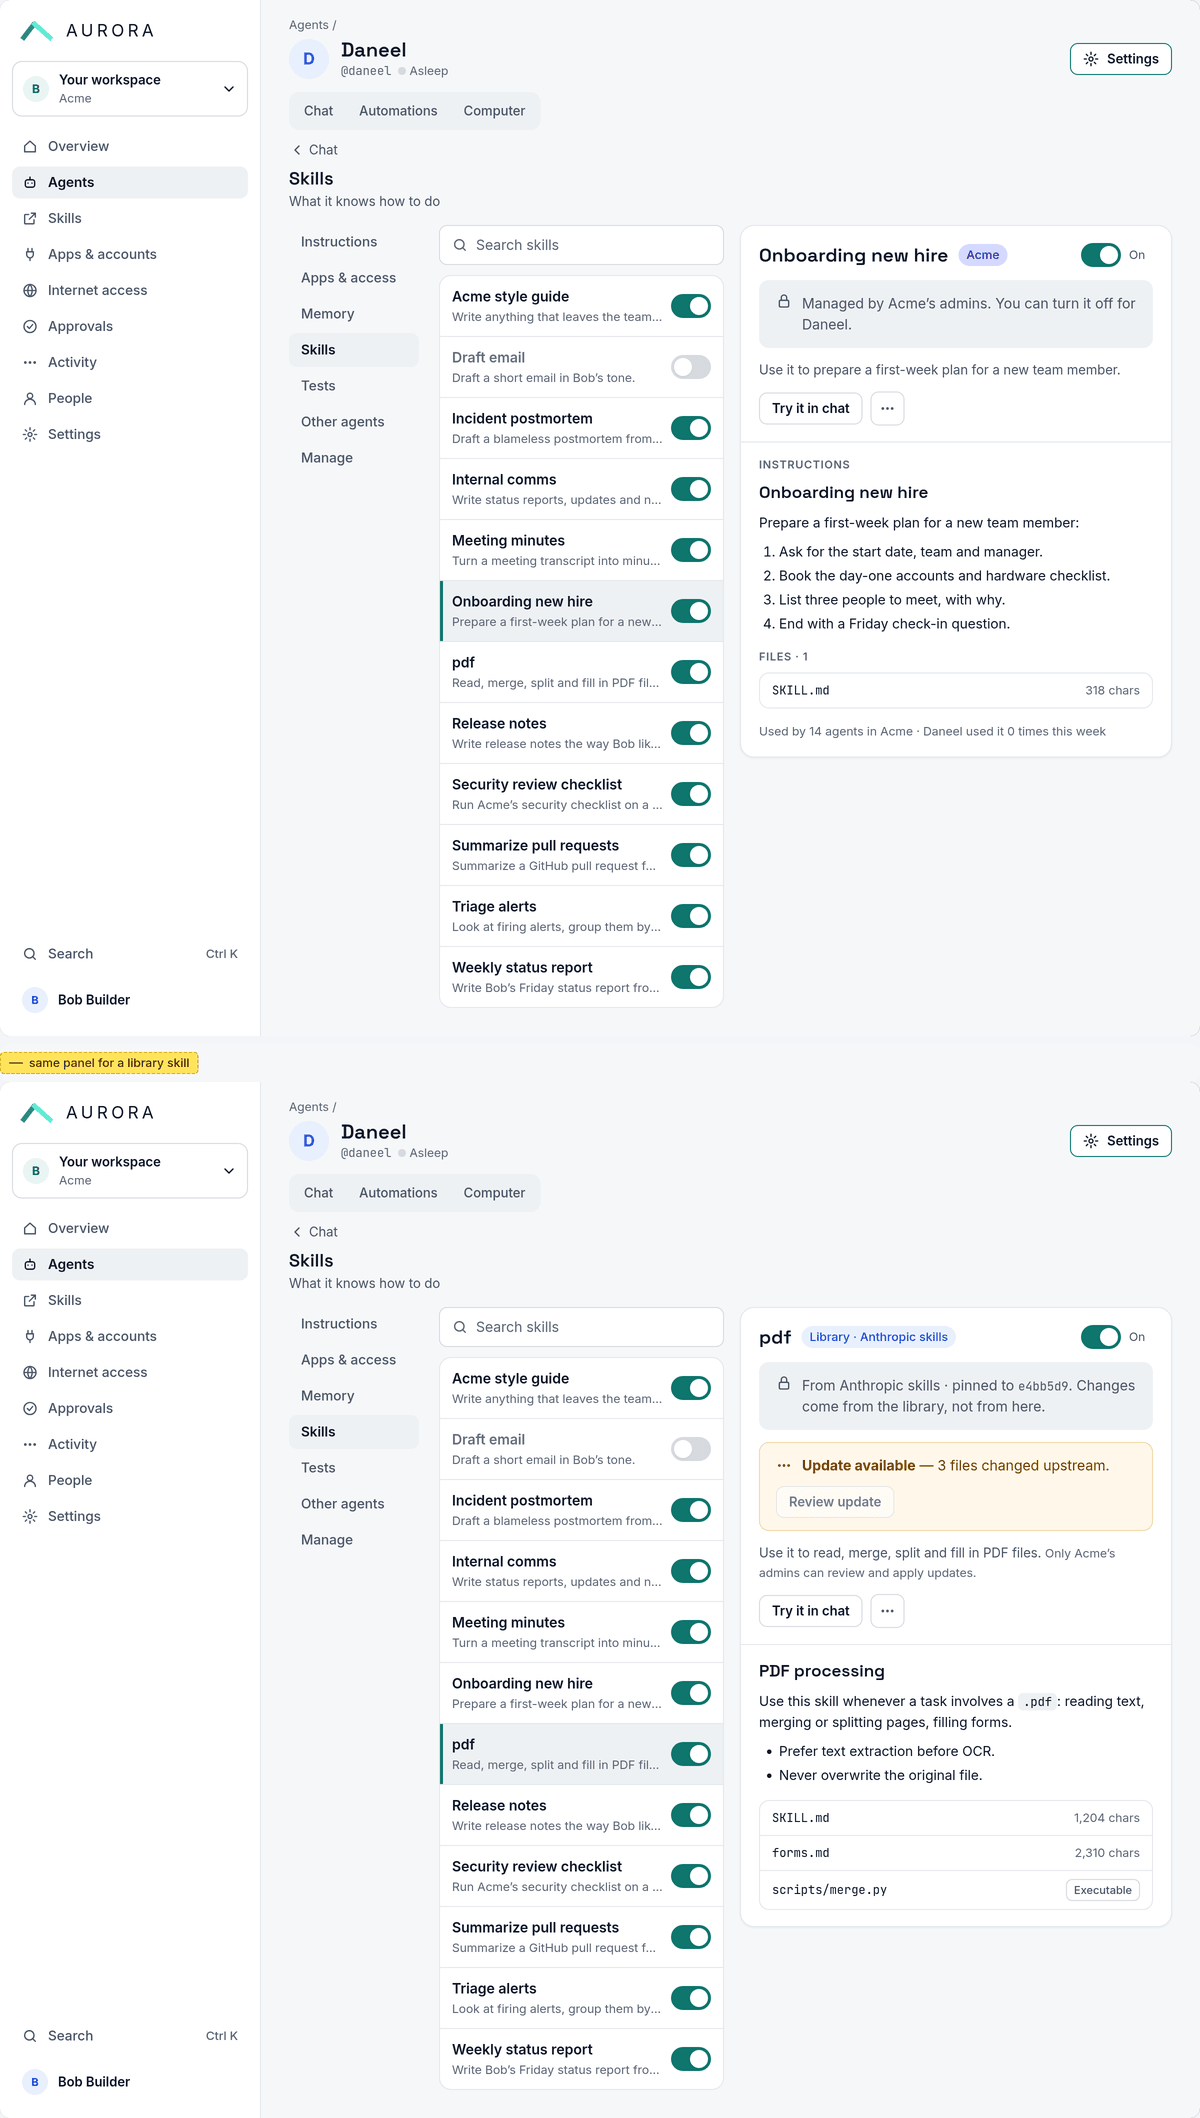 AURORA
B
Your workspace
Acme
Overview
Agents
Skills
Apps & accounts
Internet access
Approvals
Activity
People
Settings
Search
Ctrl K
B
Bob Builder
Agents /
D
Daneel
@daneel
Asleep
Settings
Chat
Automations
Computer
Chat
Skills
What it knows how to do
Instructions
Apps & access
Memory
Skills
Tests
Other agents
Manage
Search skills
Acme style guide
Write anything that leaves the team...
Draft email
Draft a short email in Bob's tone.
Incident postmortem
Draft a blameless postmortem from...
Internal comms
Write status reports, updates and n...
Meeting minutes
Turn a meeting transcript into minu...
Onboarding new hire
Prepare a first-week plan for a new...
pdf
Read, merge, split and fill in PDF fil...
Release notes
Write release notes the way Bob lik...
Security review checklist
Run Acme's security checklist on a ...
Summarize pull requests
Summarize a GitHub pull request f...
Triage alerts
Look at firing alerts, group them by...
Weekly status report
Write Bob's Friday status report fro...
Onboarding new hire
Acme
On
Managed by Acme's admins. You can turn it off for
Daneel.
Use it to prepare a first-week plan for a new team member.
Try it in chat
INSTRUCTIONS
Onboarding new hire
Prepare a first-week plan for a new team member:
1. Ask for the start date, team and manager.
2. Book the day-one accounts and hardware checklist.
3. List three people to meet, with why.
4. End with a Friday check-in question.
FILES · 1
SKILL.md
318 chars
Used by 14 agents in Acme · Daneel used it 0 times this week
— same panel for a library skill
AURORA
B
Your workspace
Acme
Overview
Agents
Skills
Apps & accounts
Internet access
Approvals
Activity
People
Settings
Search
Ctrl K
B
Bob Builder
Agents /
D
Daneel
@daneel
Asleep
Settings
Chat
Automations
Computer
Chat
Skills
What it knows how to do
Instructions
Apps & access
Memory
Skills
Tests
Other agents
Manage
Search skills
Acme style guide
Write anything that leaves the team...
Draft email
Draft a short email in Bob's tone.
Incident postmortem
Draft a blameless postmortem from...
Internal comms
Write status reports, updates and n...
Meeting minutes
Turn a meeting transcript into minu...
Onboarding new hire
Prepare a first-week plan for a new...
pdf
Read, merge, split and fill in PDF fil...
Release notes
Write release notes the way Bob lik...
Security review checklist
Run Acme's security checklist on a ...
Summarize pull requests
Summarize a GitHub pull request f...
Triage alerts
Look at firing alerts, group them by...
Weekly status report
Write Bob's Friday status report fro...
pdf
Library · Anthropic skills
On
From Anthropic skills · pinned to e4bb5d9. Changes
come from the library, not from here.
Update available — 3 files changed upstream.
Review update
Use it to read, merge, split and fill in PDF files. Only Acme's
admins can review and apply updates.
Try it in chat
PDF processing
Use this skill whenever a task involves a .pdf: reading text,
merging or splitting pages, filling forms.
• Prefer text extraction before OCR.
• Never overwrite the original file.
SKILL.md
1,204 chars
forms.md
2,310 chars
scripts/merge.py
Executable